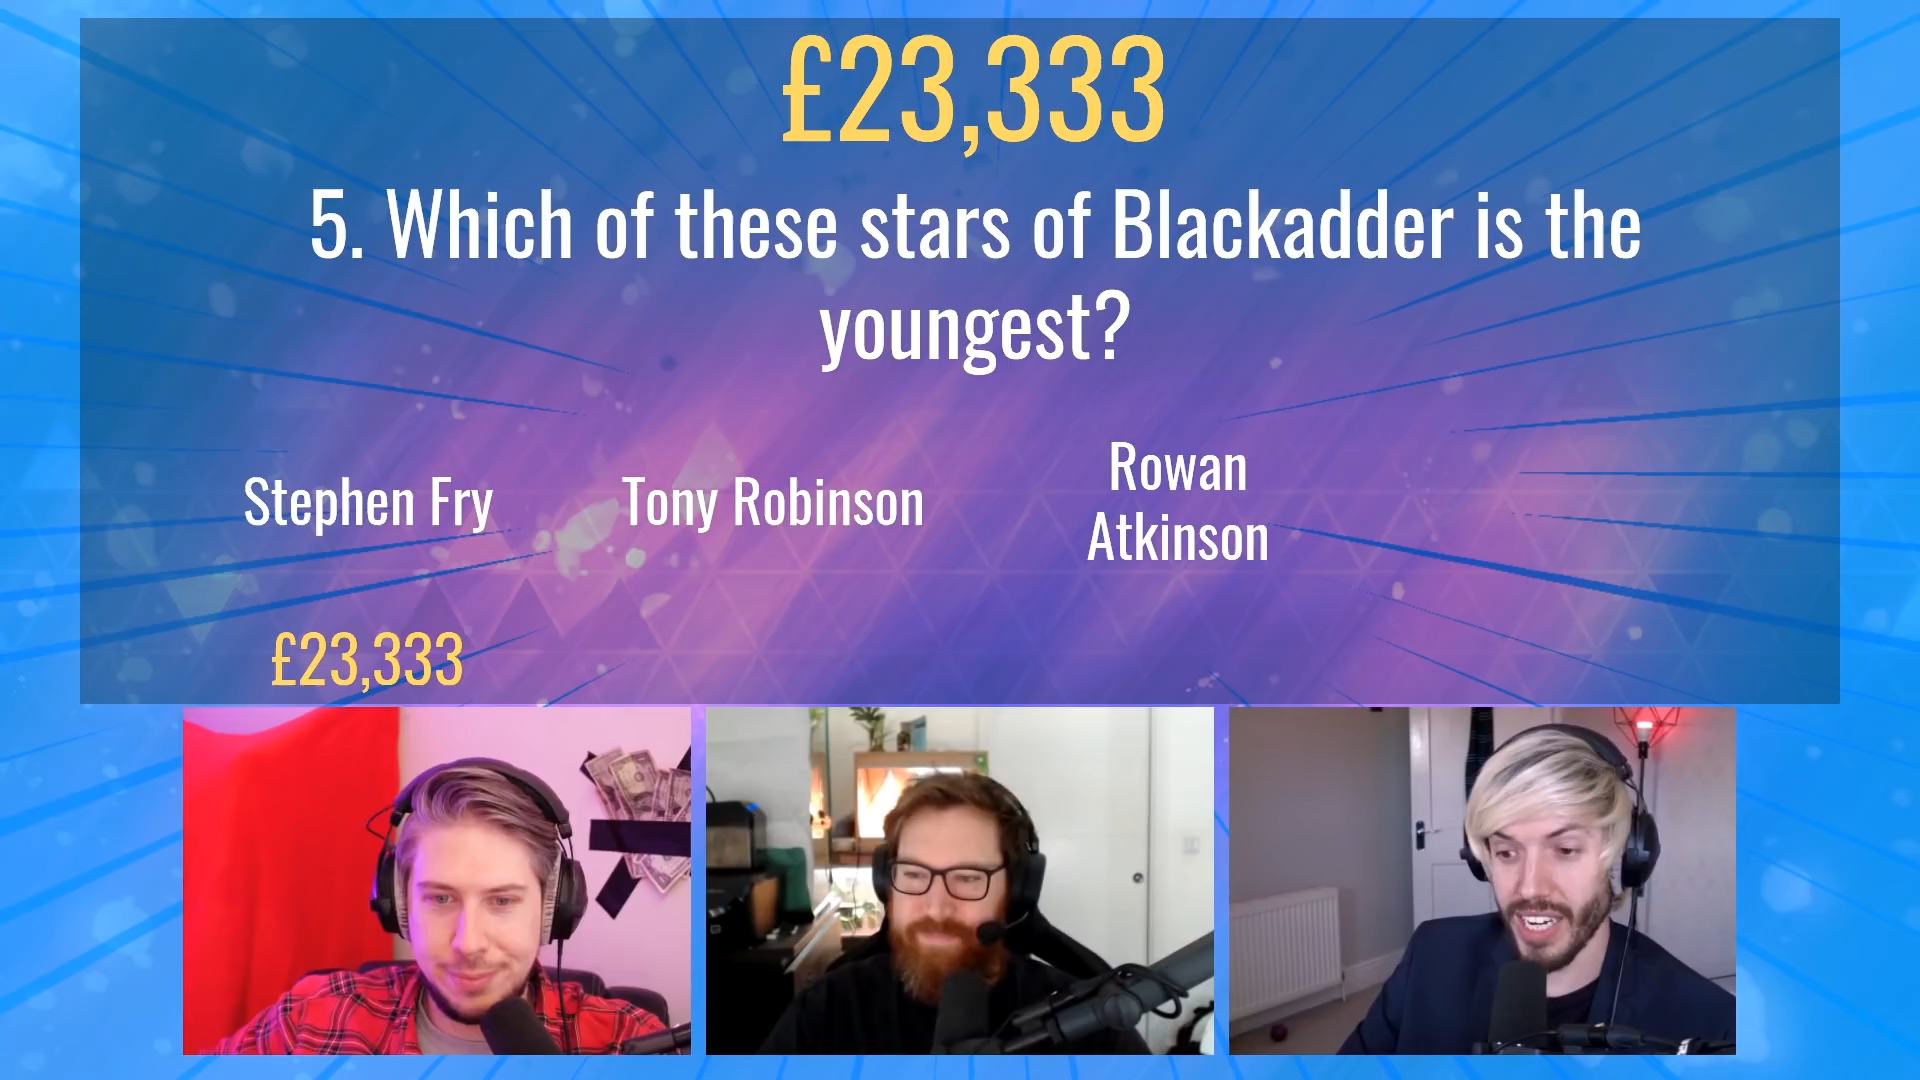 £23,333
5. Which of these stars of Blackadder is the
youngest?
Stephen Fry
Tony Robinson
Rowan
Atkinson
£23,333